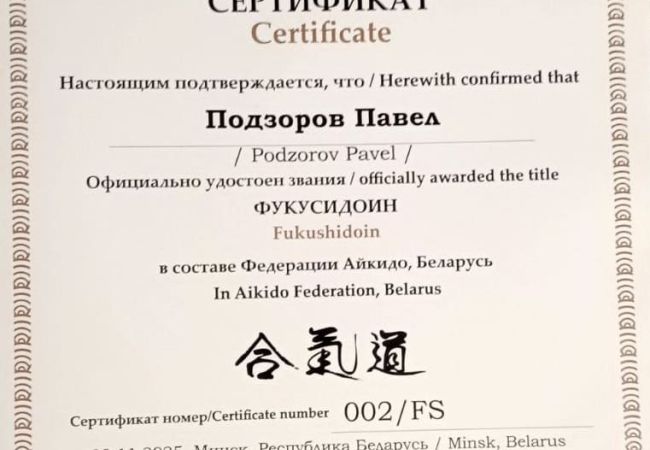 СЕРТИФИКАТ
Certificate
Настоящим подтверждается, что / Herewith confirmed that
Подзоров Павел
/ Podzorov Pavel /
Официально удостоен звания / officially awarded the title
ФУКУСИДОИН
Fukushidoin
в составе Федерации Айкидо, Беларусь
In Aikido Federation, Belarus
合氣道
Сертификат номер/Certificate number 002/FS
Минск, Республика Беларусь / Minsk, Belarus